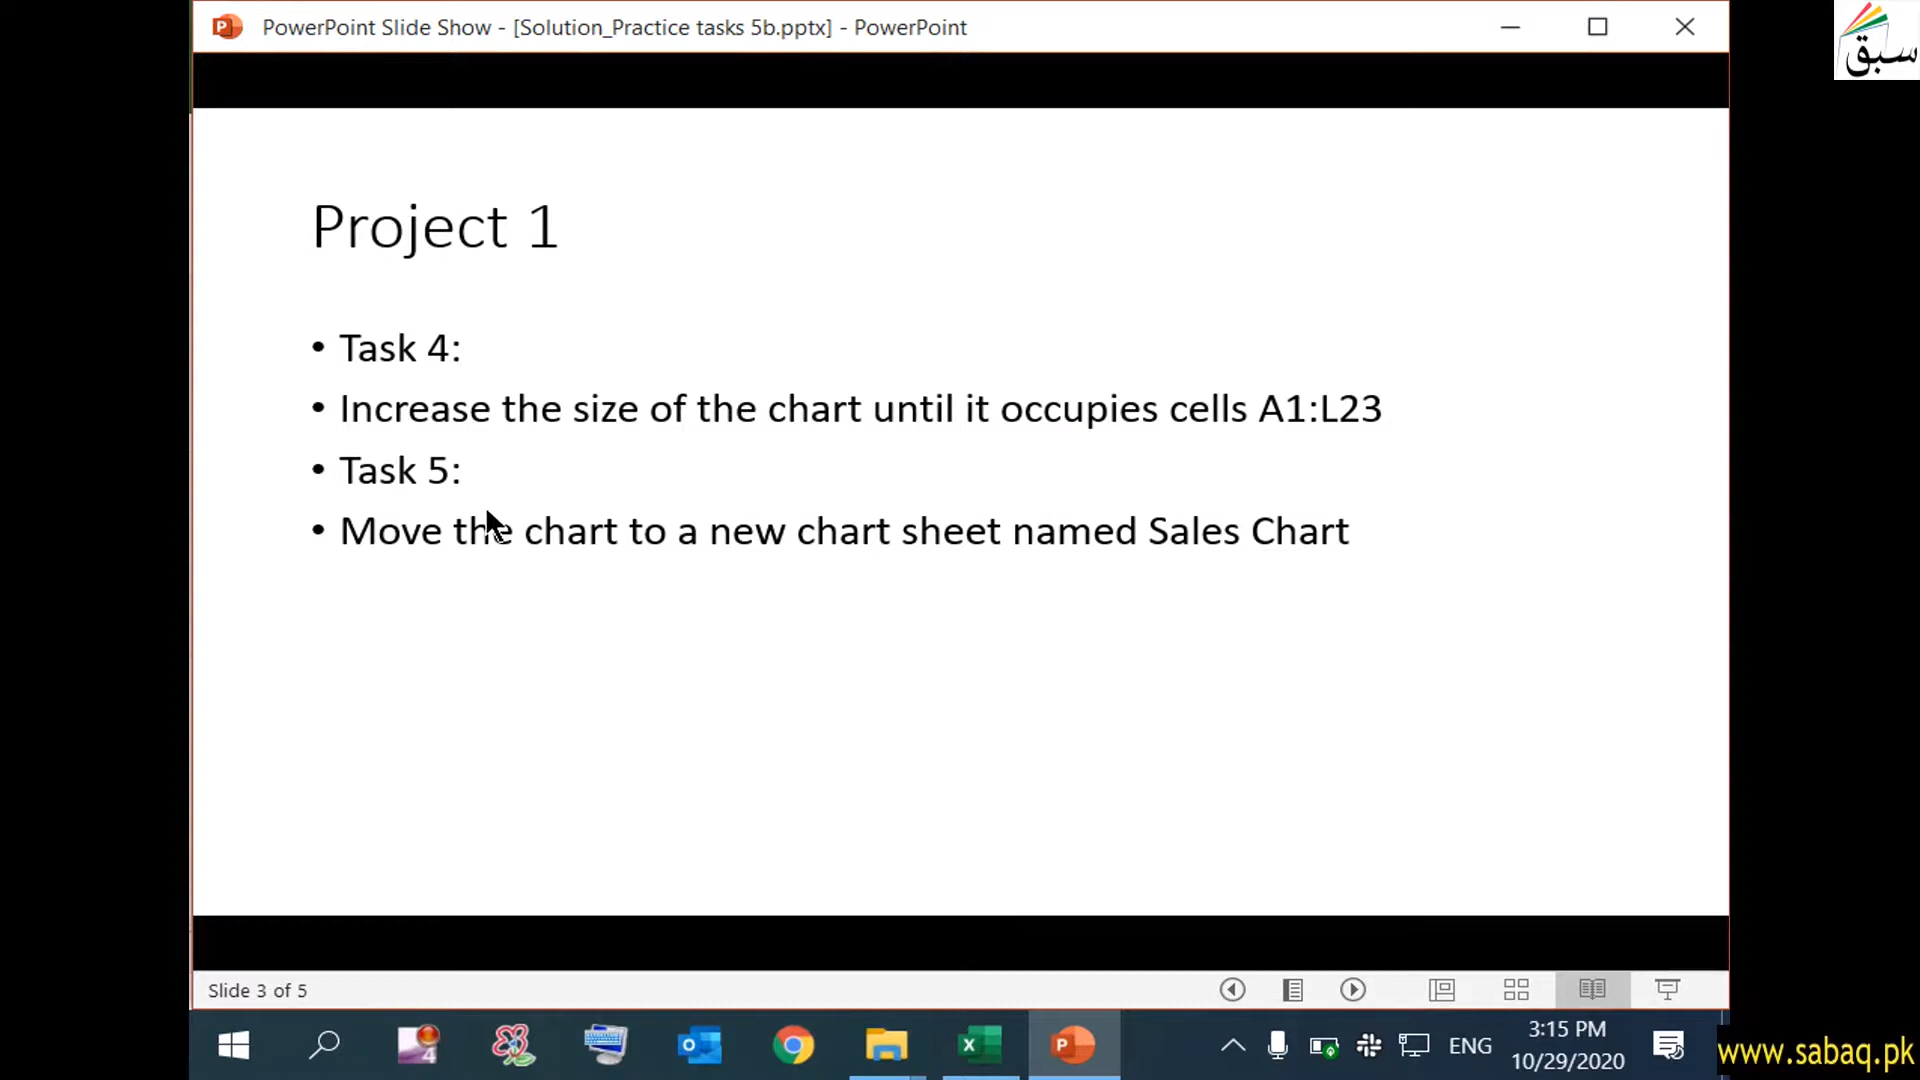 PowerPoint Slide Show - [Solution_Practice tasks 5b.pptx] - PowerPoint
سبق
Project 1
• Task 4:
• Increase the size of the chart until it occupies cells A1:L23
• Task 5:
• Move the chart to a new chart sheet named Sales Chart
Slide 3 of 5
ENG
3:15 PM
10/29/2020
www.sabaq.pk